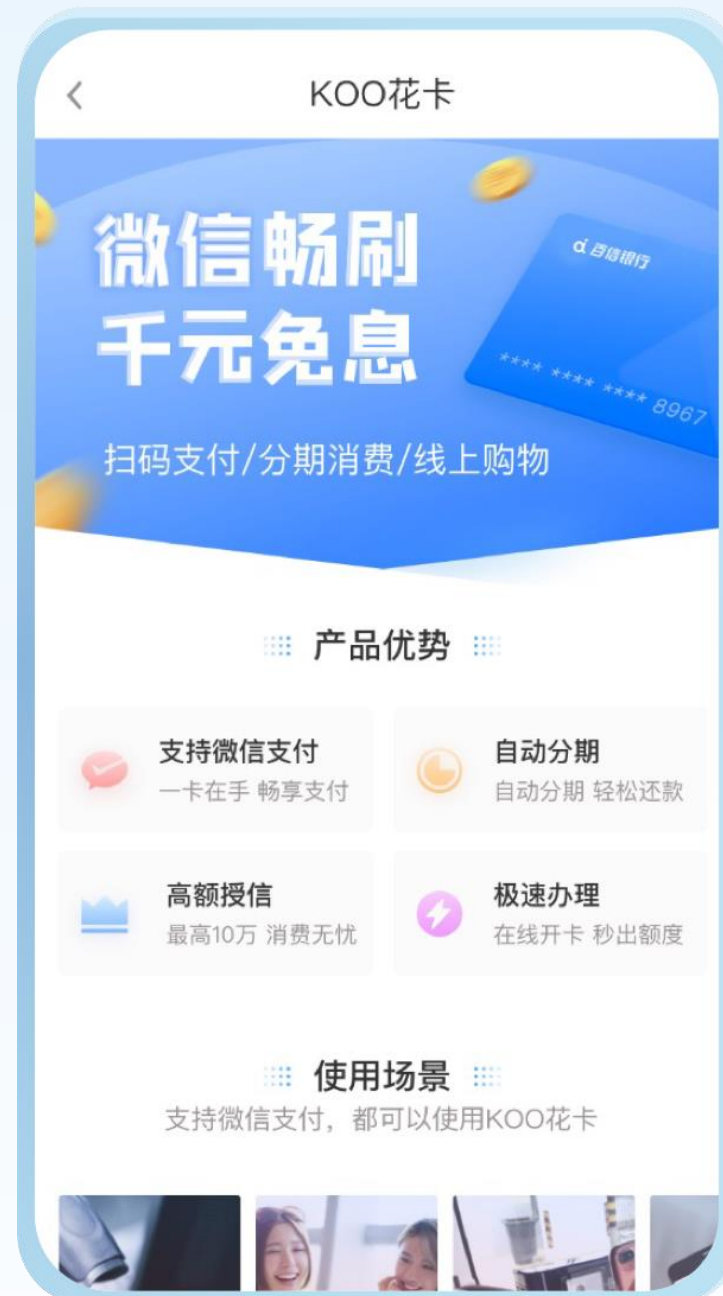 KOO花卡
微信畅刷
千元免息
百信银行
**** **** **** 8967
扫码支付/分期消费/线上购物
产品优势
支持微信支付
一卡在手 畅享支付
自动分期
自动分期 轻松还款
高额授信
最高10万 消费无忧
极速办理
在线开卡 秒出额度
使用场景
支持微信支付，都可以使用KOO花卡